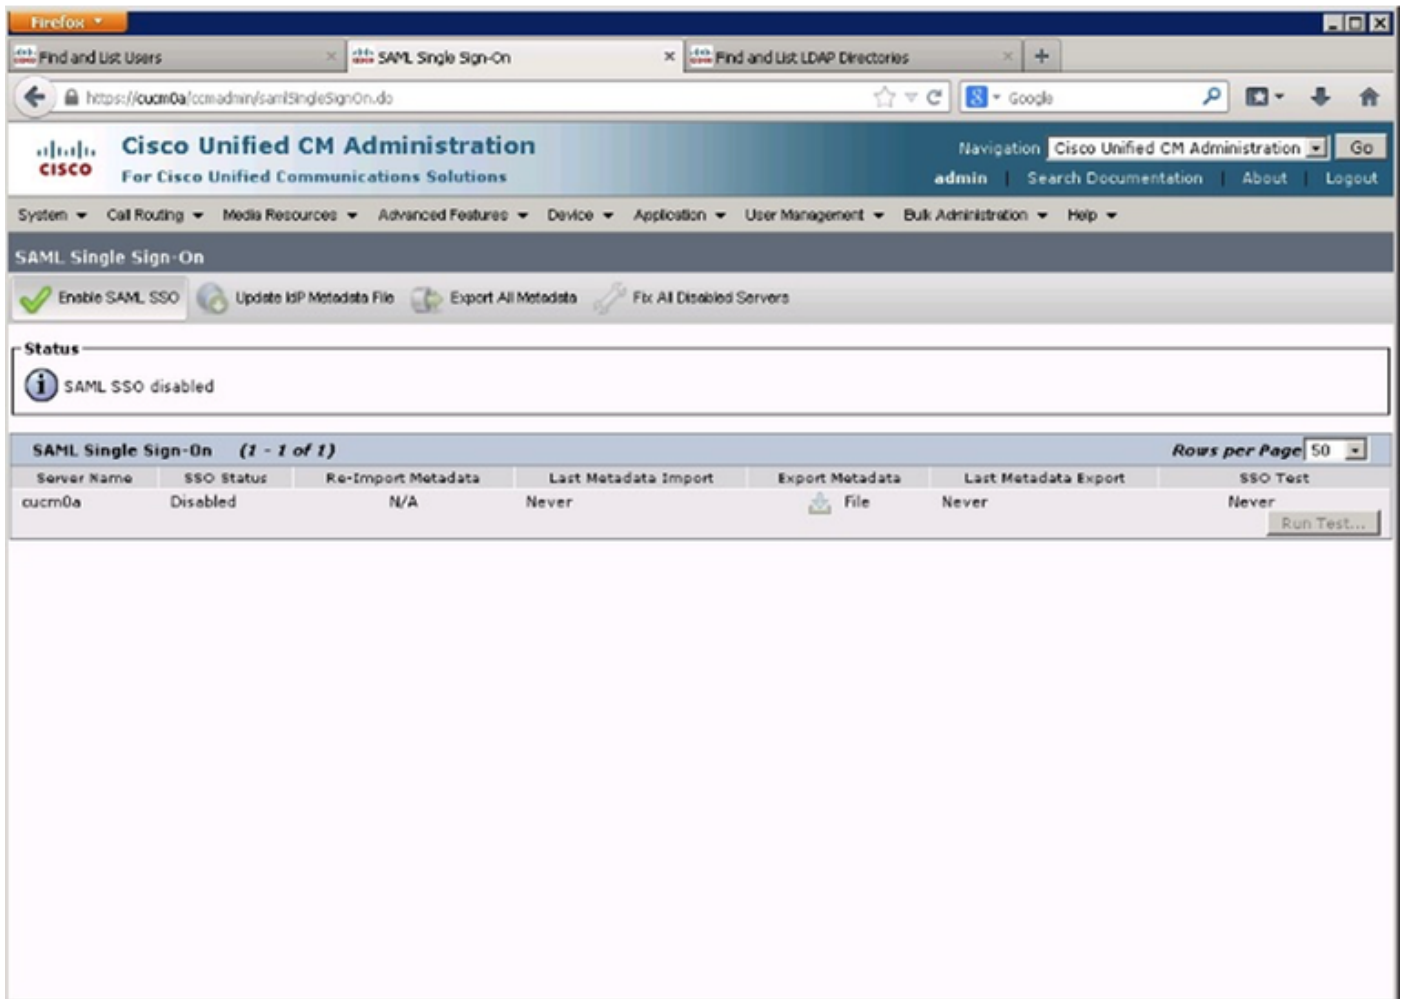 Firefox
Find and List Users
SAML Single Sign-On
Find and List LDAP Directories
https://cucm0a/ccmadmin/samlSingleSignOn.do
Google
CISCO
Cisco Unified CM Administration
For Cisco Unified Communications Solutions
Navigation Cisco Unified CM Administration Go
admin | Search Documentation | About | Logout
System Call Routing Media Resources Advanced Features Device Application User Management Bulk Administration Help
SAML Single Sign-On
Enable SAML SSO Update IdP Metadata File Export All Metadata Fix All Disabled Servers
Status
SAML SSO disabled
SAML Single Sign-On (1 - 1 of 1) Rows per Page 50
Server Name SSO Status Re-Import Metadata Last Metadata Import Export Metadata Last Metadata Export SSO Test
cucm0a Disabled N/A Never File Never Never
Run Test...